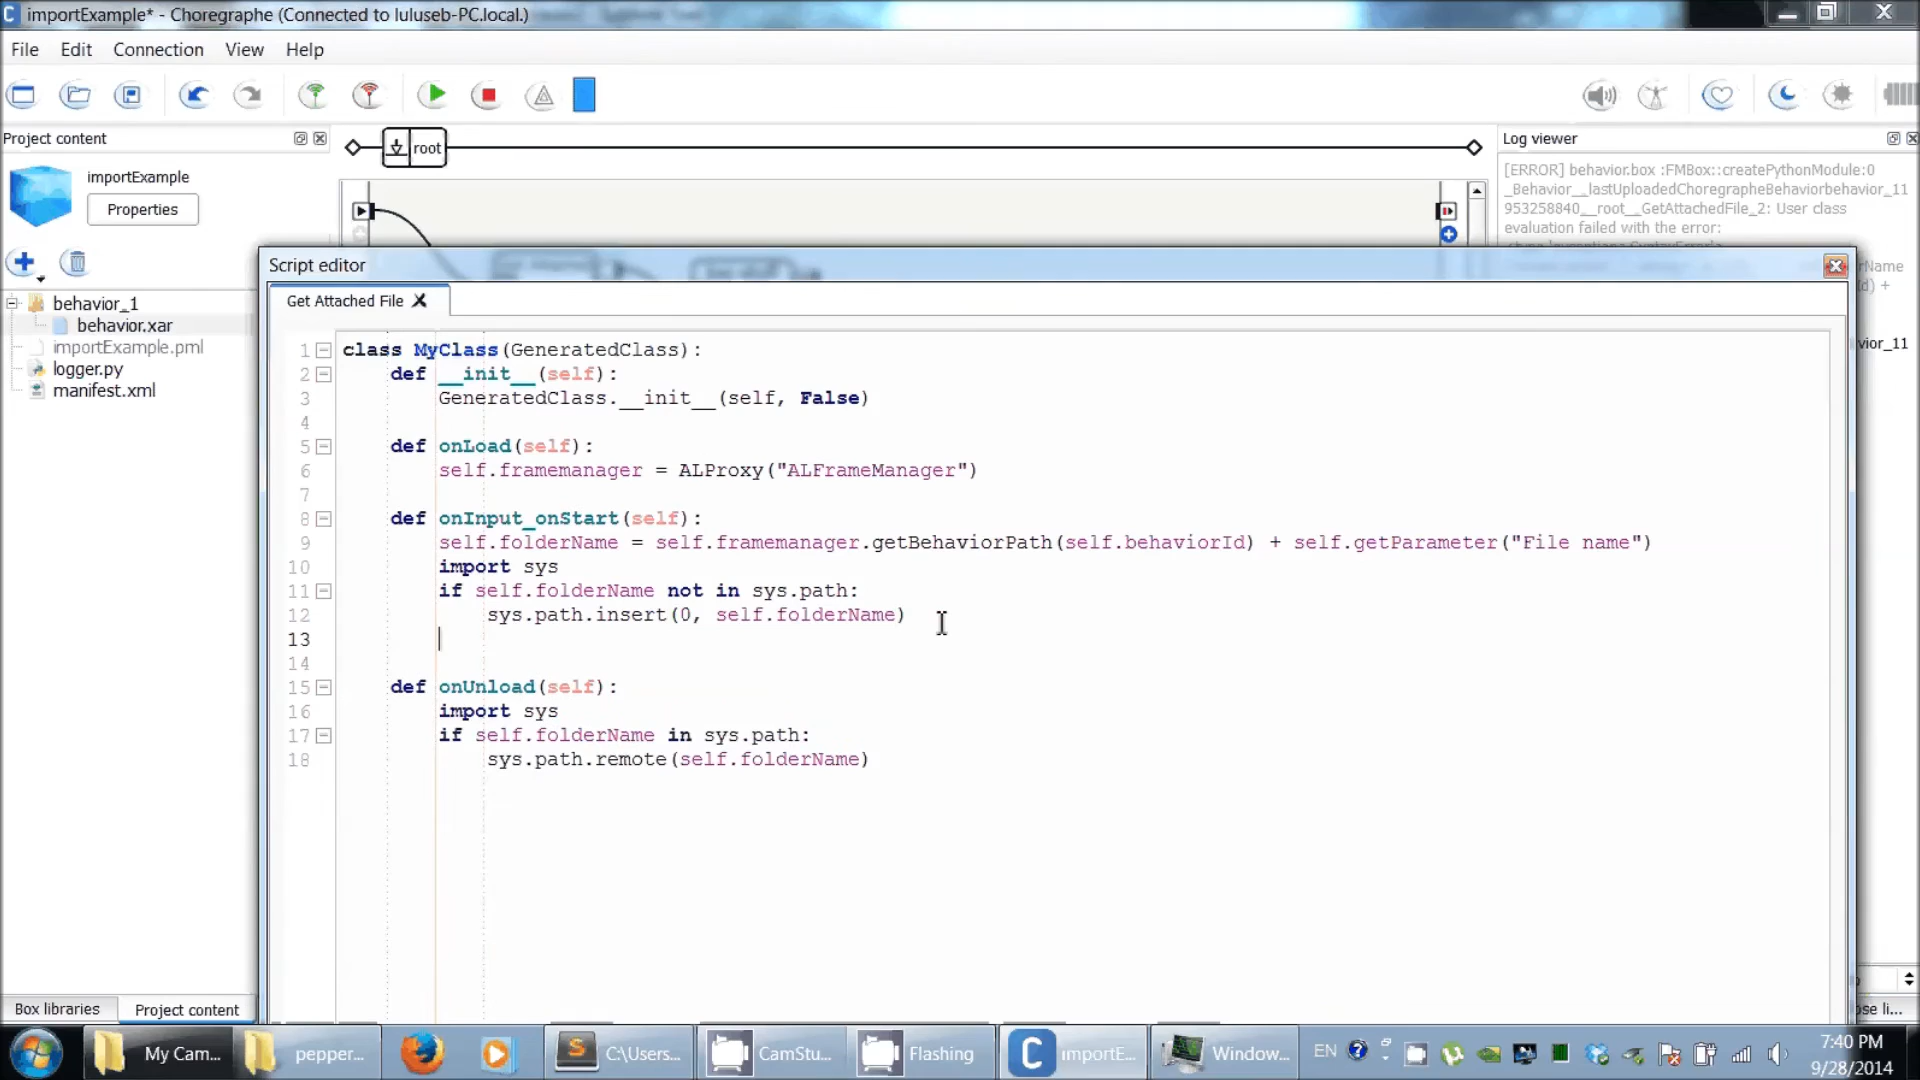 importExample* - Choregraphe (Connected to luluseb-PC.local.)
File Edit Connection View Help
Project content
root
Log viewer
importExample
Properties
[ERROR] behavior.box :FMBox::createPythonModule:0
_Behavior__lastUploadedChoregrapheBehaviorbehavior_11
953258840__root__GetAttachedFile_2: User class
evaluation failed with the error:
behavior_1
behavior.xar
importExample.pml
logger.py
manifest.xml
Script editor
Get Attached File
1 class MyClass(GeneratedClass):
2 def __init__(self):
3 GeneratedClass.__init__(self, False)
4
5 def onLoad(self):
6 self.framemanager = ALProxy("ALFrameManager")
7
8 def onInput_onStart(self):
9 self.folderName = self.framemanager.getBehaviorPath(self.behaviorId) + self.getParameter("File name")
10 import sys
11 if self.folderName not in sys.path:
12 sys.path.insert(0, self.folderName)
13
14
15 def onUnload(self):
16 import sys
17 if self.folderName in sys.path:
18 sys.path.remote(self.folderName)
rName
d) +
vior_11
Box libraries Project content
ose li...
My Cam... pepper... C:\Users... CamStu... Flashing importE... Window... EN
7:40 PM
9/28/2014